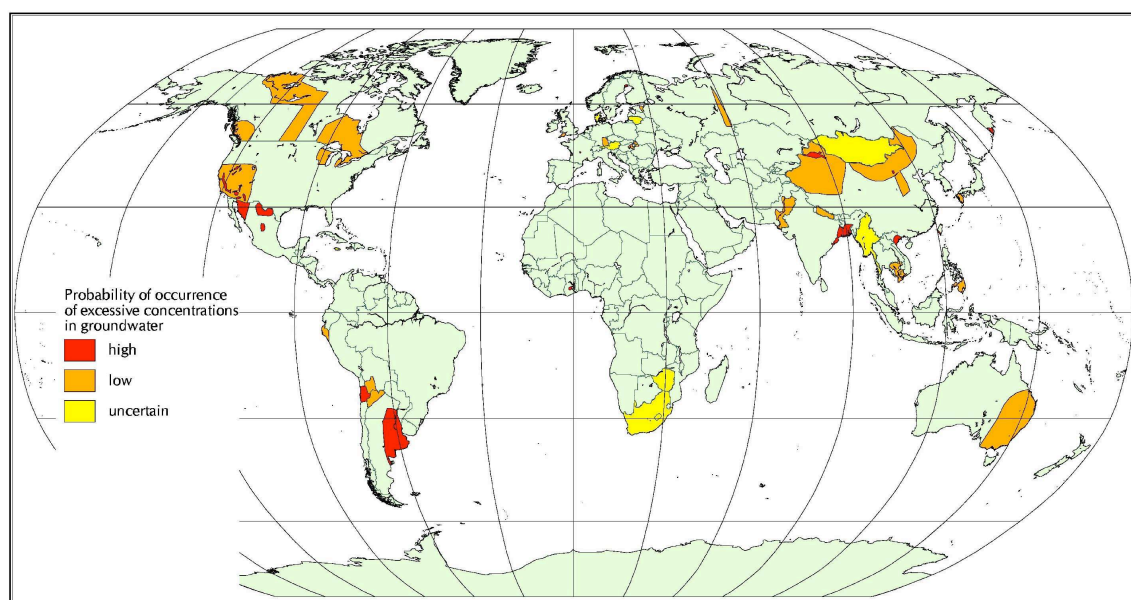 Probability of occurrence
of excessive concentrations
in groundwater
high
low
uncertain